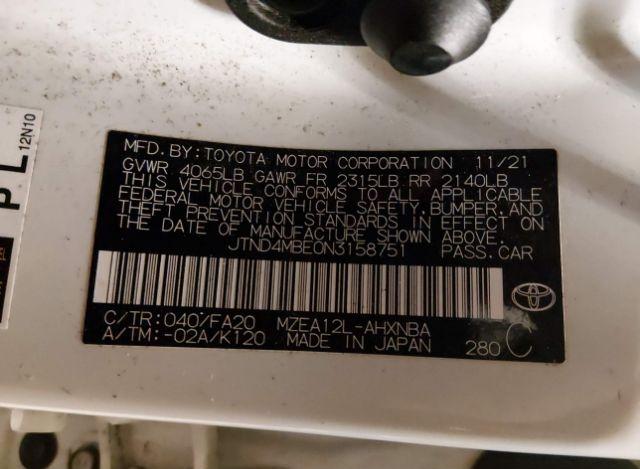 MFD.BY:TOYOTA MOTOR CORPORATION 11/21
GVWR 4065LB GAWR FR 2315LB RR 2140LB
THIS VEHICLE CONFORMS TO ALL APPLICABLE
FEDERAL MOTOR VEHICLE SAFETY,BUMPER,AND
THEFT PREVENTION STANDARDS IN EFFECT ON
THE DATE OF MANUFACTURE SHOWN ABOVE.
JTND4MBE0N3158751 PASS.CAR
C/TR:040/FA20 MZEA12L-AHXNBA
A/TM:-02A/K120 MADE IN JAPAN 280 C
PL
12N10